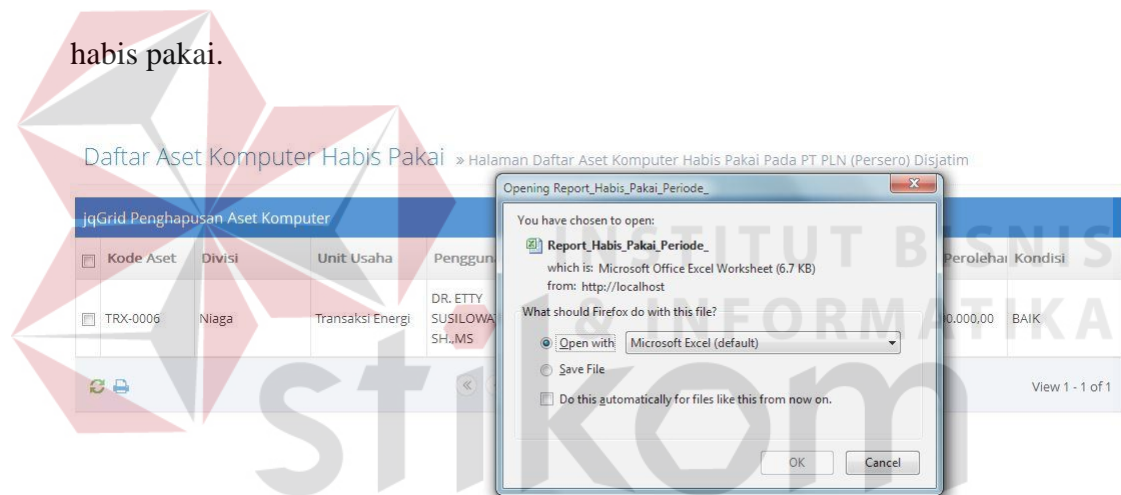 habis pakai.
Daftar Aset Komputer Habis Pakai » Halaman Daftar Aset Komputer Habis Pakai Pada PT PLN (Persero) Disjatim
Opening Report_Habis_Pakai_Periode_
jqGrid Penghapusan Aset Komputer
Kode Aset Divisi Unit Usaha Penggun Perolehan Kondisi
TRX-0006 Niaga Transaksi Energi DR. ETTY
SUSILOWA
SH.,MS
0.000,00 BAIK
View 1 - 1 of 1
You have chosen to open:
Report_Habis_Pakai_Periode_
which is: Microsoft Office Excel Worksheet (6.7 KB)
from: http://localhost
What should Firefox do with this file?
Open with Microsoft Excel (default)
Save File
Do this automatically for files like this from now on.
OK Cancel
INSTITUT BISNIS
& INFORMATIKA
stikom